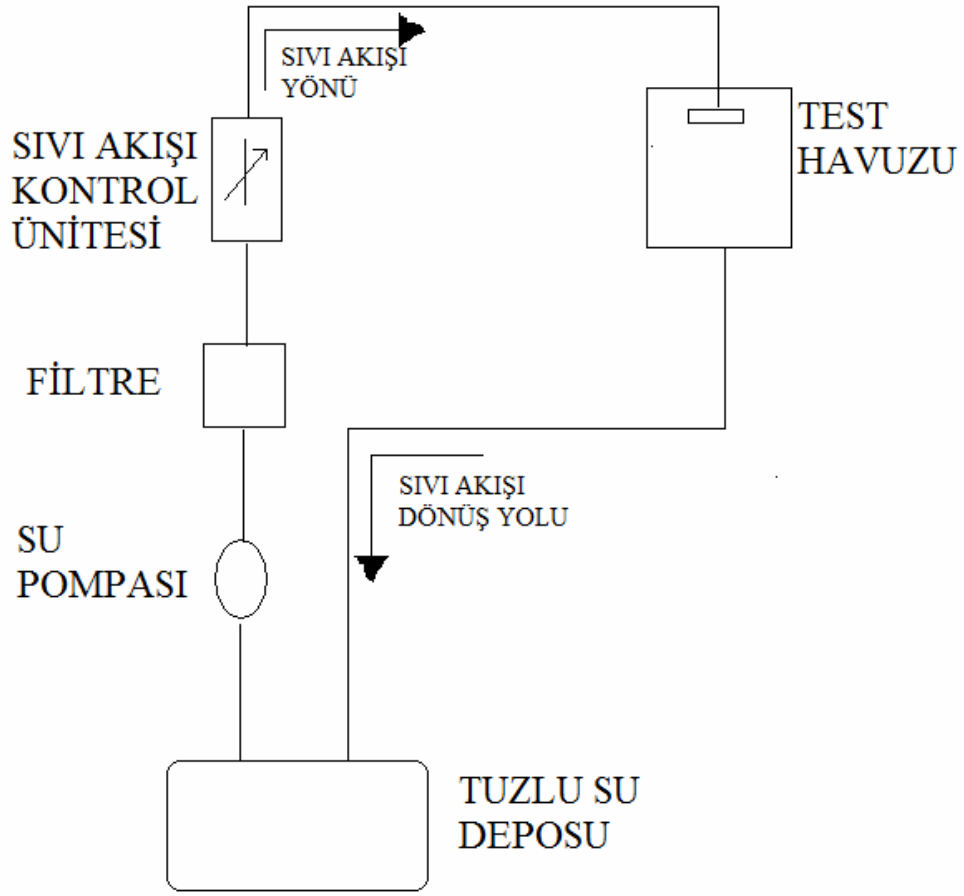 SIVI AKIŞI
YÖNÜ
SIVI AKIŞI
KONTROL
ÜNİTESİ
TEST
HAVUZU
FİLTRE
SIVI AKIŞI
DÖNÜŞ YOLU
SU
POMPASI
TUZLU SU
DEPOSU